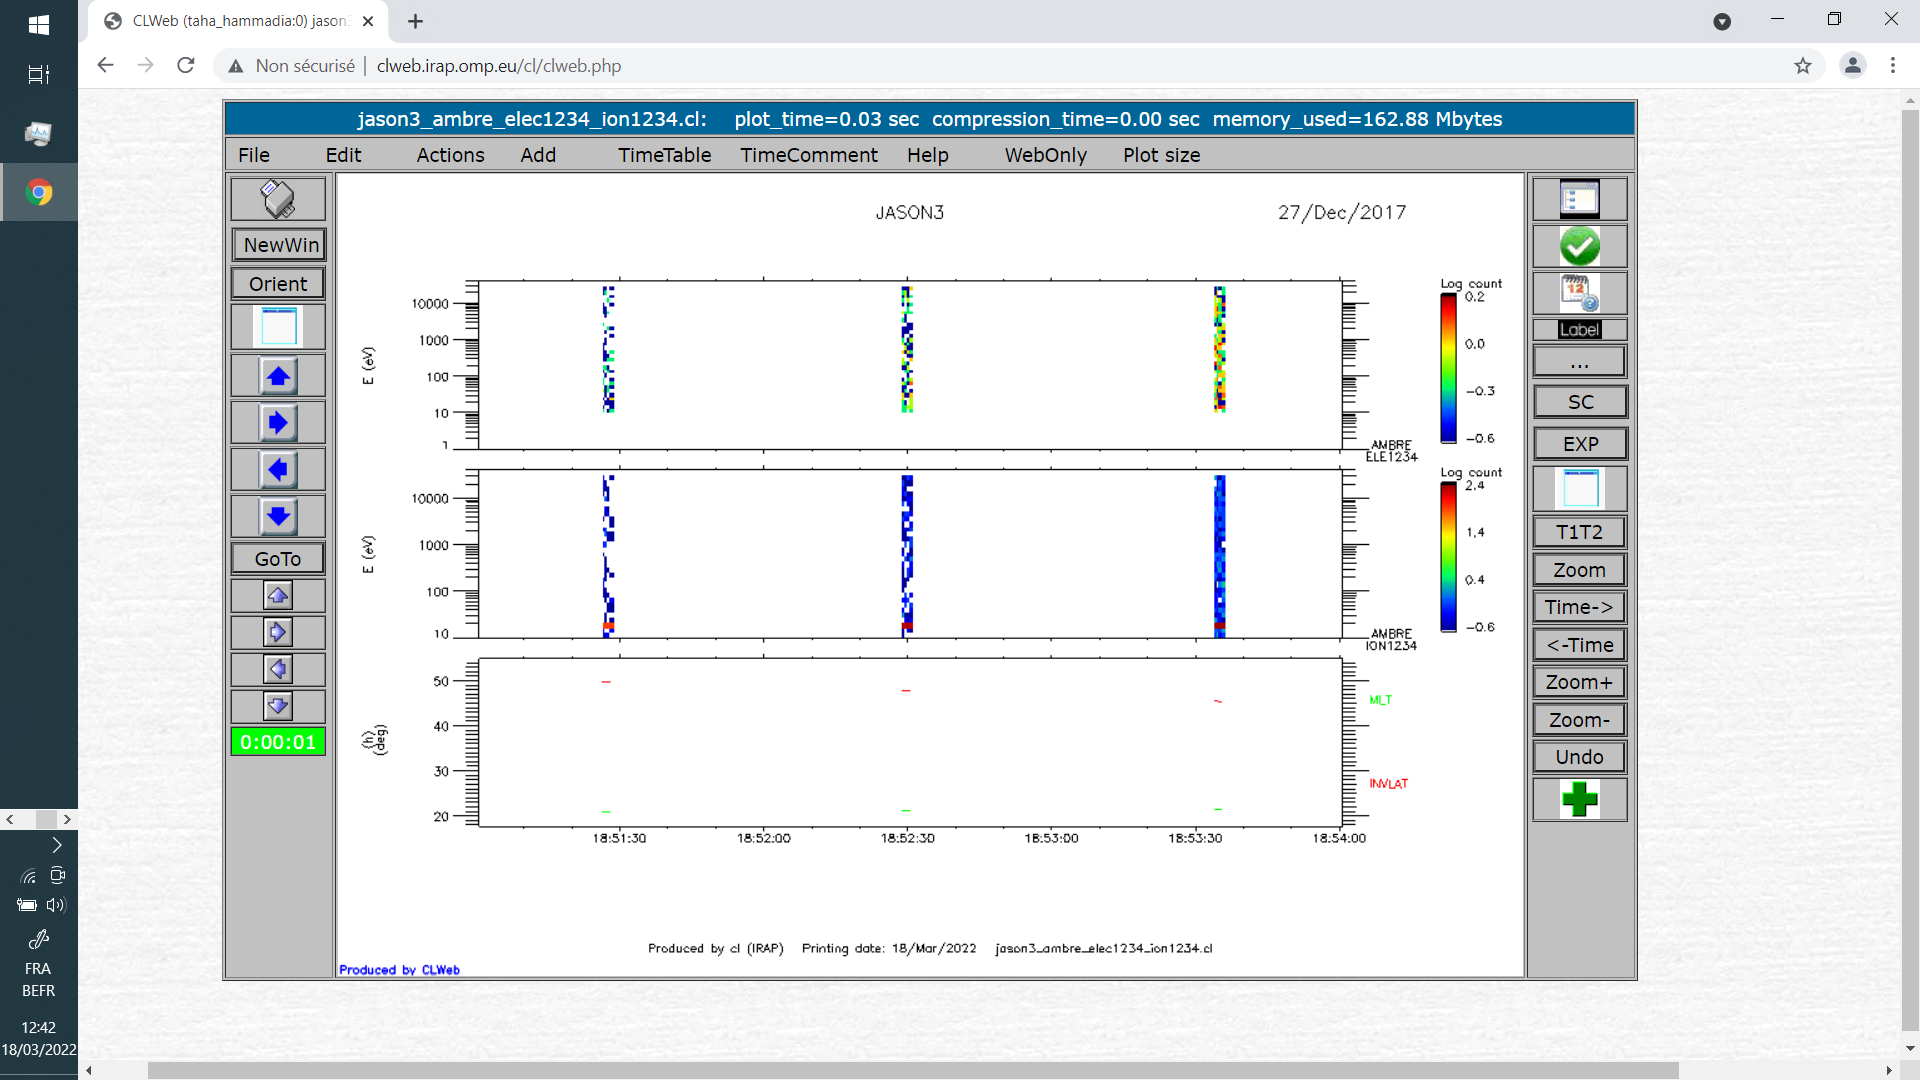 CLWeb (taha_hammadia:0) jason
Non sécurisé | clweb.irap.omp.eu/cl/clweb.php
jason3_ambre_elec1234_ion1234.cl: plot_time=0.03 sec compression_time=0.00 sec memory_used=162.88 Mbytes
File Edit Actions Add TimeTable TimeComment Help WebOnly Plot size
NewWin
Orient
GoTo
0:00:01
JASON3
27/Dec/2017
E (eV)
10000
1000
100
10
1
Log count
0.2
0.0
-0.3
-0.6
AMBRE
ELE1234
E (eV)
10000
1000
100
10
Log count
2.4
1.4
0.4
-0.6
AMBRE
ION1234
(h)
(deg)
50
40
30
20
MLT
INVLAT
18:51:30 18:52:00 18:52:30 18:53:00 18:53:30 18:54:00
Produced by cl (IRAP) Printing date: 18/Mar/2022 jason3_ambre_elec1234_ion1234.cl
Produced by CLWeb
12
Label
...
SC
EXP
T1T2
Zoom
Time->
<-Time
Zoom+
Zoom-
Undo
FRA
BEFR
12:42
18/03/2022